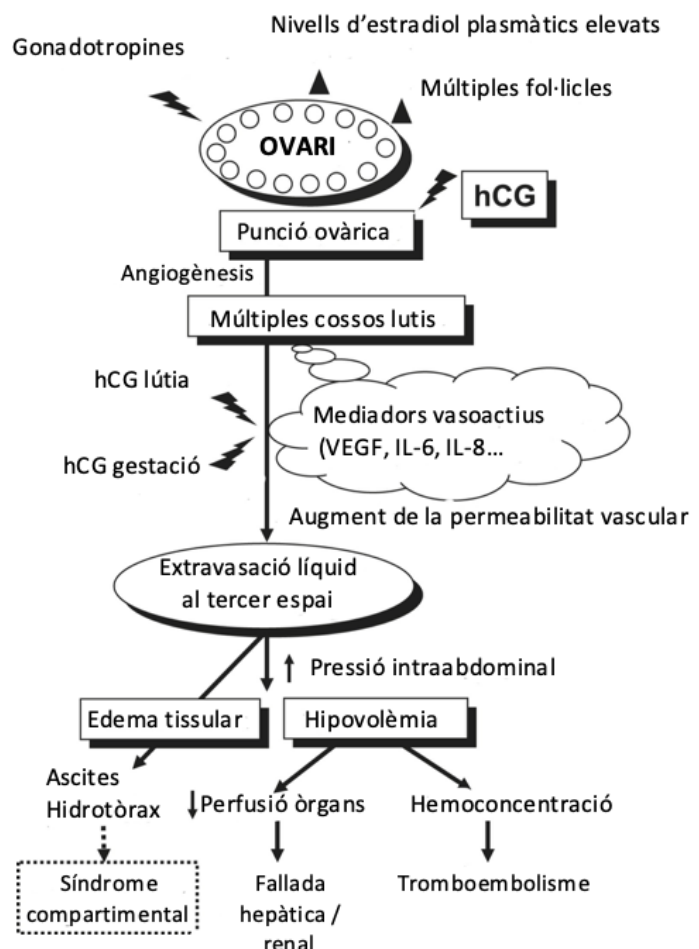 Nivells d'estradiol plasmàtics elevats
Gonadotropines
Múltiples fol·licles
OVARI
hCG
Punció ovàrica
Angiogènesis
Múltiples cossos lutis
hCG lútia
Mediadors vasoactius
(VEGF, IL-6, IL-8...
hCG gestació
Augment de la permeabilitat vascular
Extravasació líquid
al tercer espai
Pressió intraabdominal
Edema tissular
Hipovolèmia
Ascites
Hidrotòrax
Perfusió òrgans
Hemoconcentració
Síndrome
compartimental
Fallada
hepàtica /
renal
Tromboembolisme